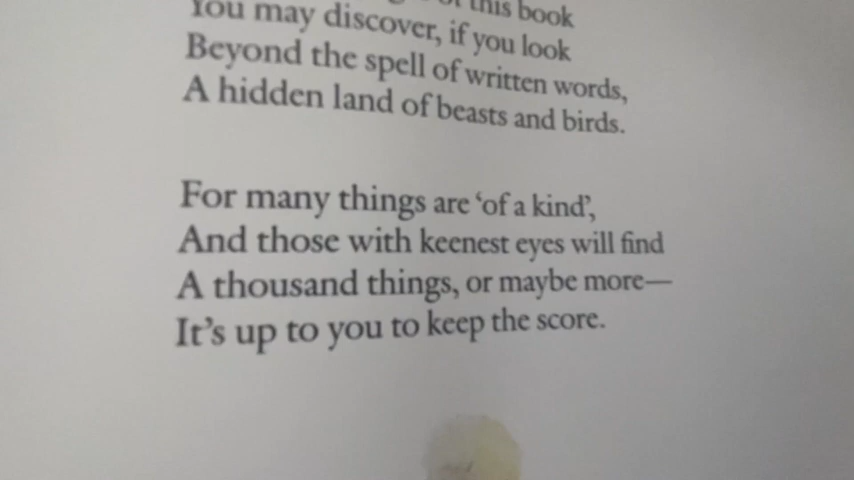 this book
You may discover, if you look
Beyond the spell of written words,
A hidden land of beasts and birds.
For many things are ‘of a kind’,
And those with keenest eyes will find
A thousand things, or maybe more—
It’s up to you to keep the score.